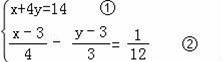 x+4y=14 ①
x−3/4 − y−3/3 = 1/12 ②